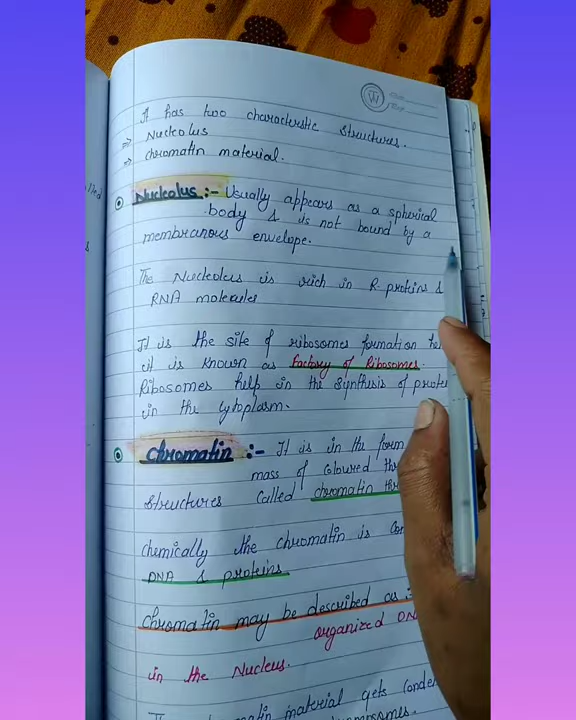 It has two characteristic structures.
⇒ Nucleolus
⇒ chromatin material.
Nucleolus :- Usually appears as a spherical
body & is not bound by a
membranous envelope.
The Nucleolus is rich in R proteins &
RNA molecules
It is the site of ribosomes formation
it is known as Factory of Ribosomes.
Ribosomes help in the synthesis of
in the cytoplasm.
chromatin :- It is in the form
mass of coloured
structures called chromatin
chemically the chromatin is
DNA & proteins
chromatin may be described as
organized
in the Nucleus.
material gets